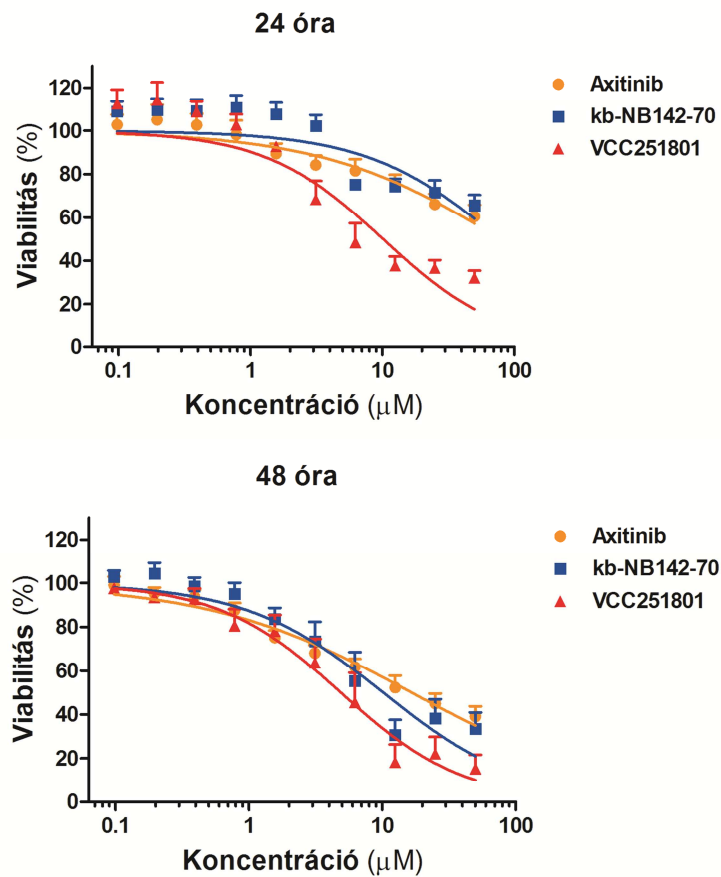 24 óra
120
100
80
60
40
20
0
Viabilitás (%)
0.1 1 10 100
Koncentráció (μM)
Axitinib
kb-NB142-70
VCC251801
48 óra
120
100
80
60
40
20
0
Viabilitás (%)
0.1 1 10 100
Koncentráció (μM)
Axitinib
kb-NB142-70
VCC251801